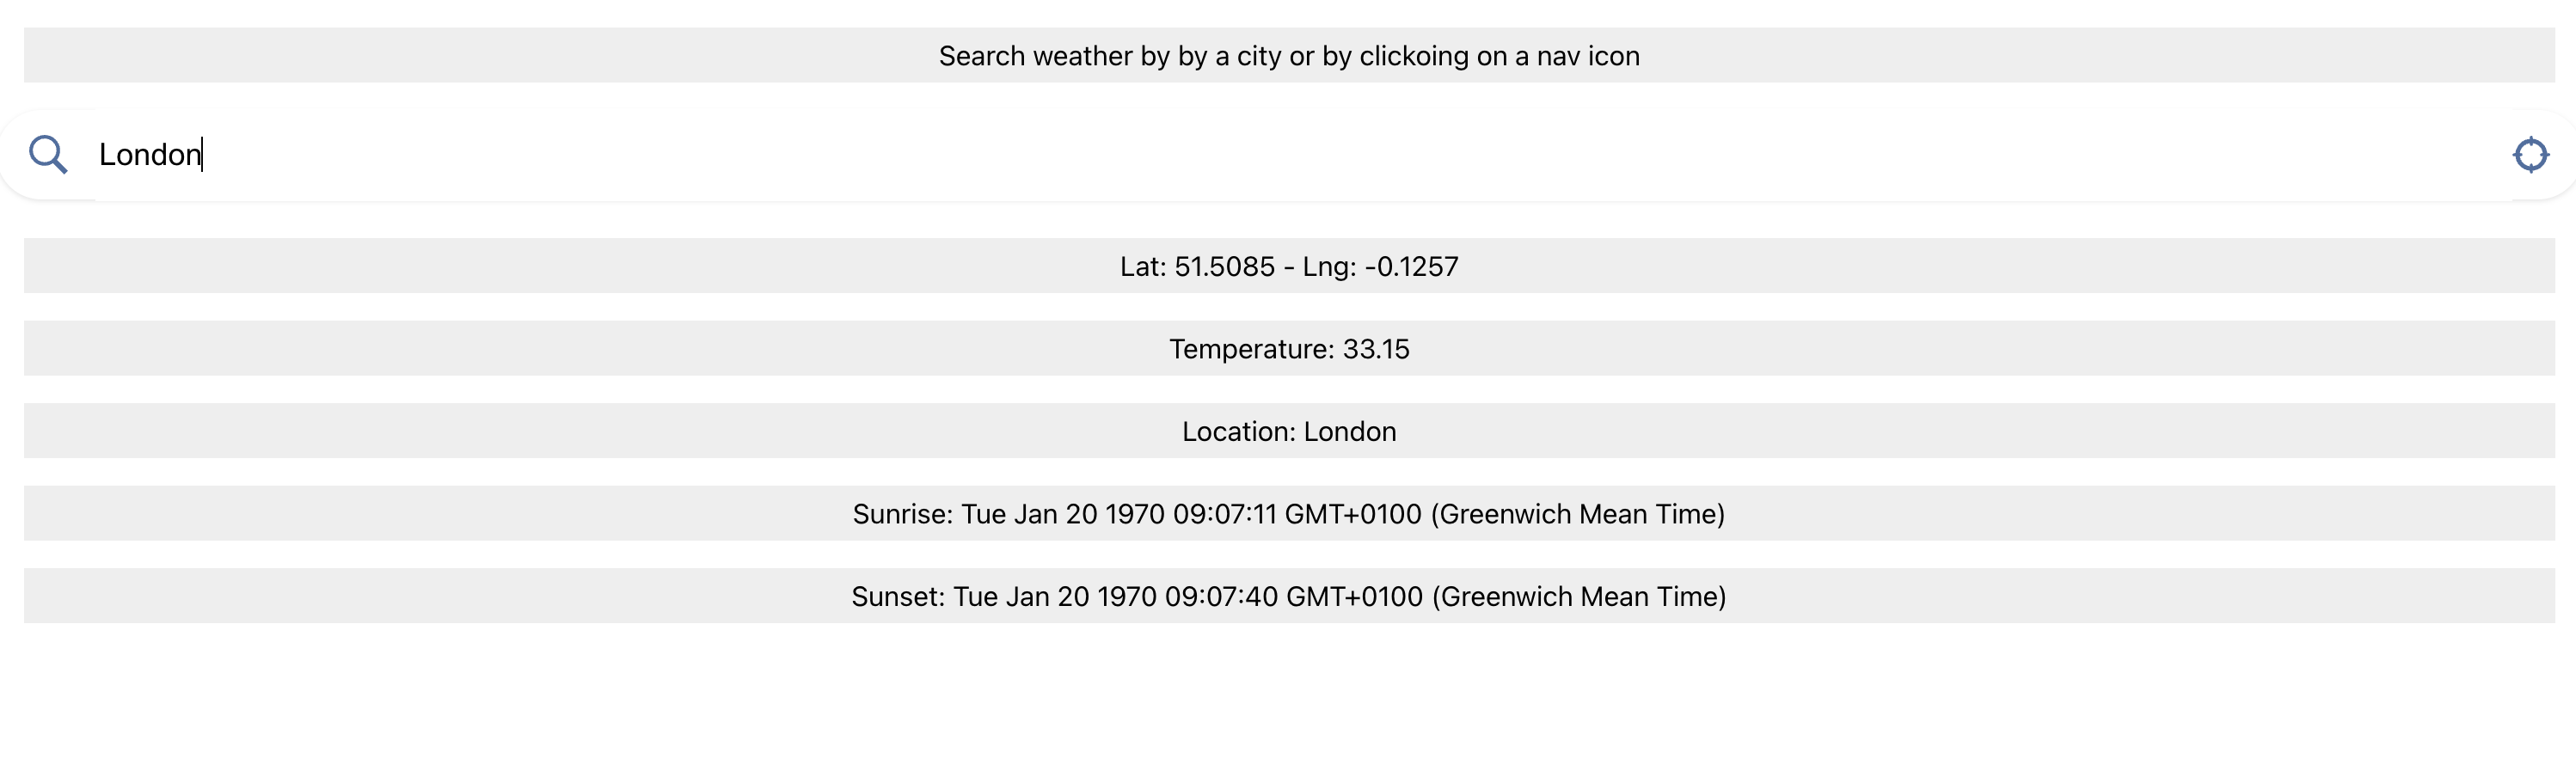 Search weather by by a city or by clickoing on a nav icon
London
Lat: 51.5085 - Lng: -0.1257
Temperature: 33.15
Location: London
Sunrise: Tue Jan 20 1970 09:07:11 GMT+0100 (Greenwich Mean Time)
Sunset: Tue Jan 20 1970 09:07:40 GMT+0100 (Greenwich Mean Time)